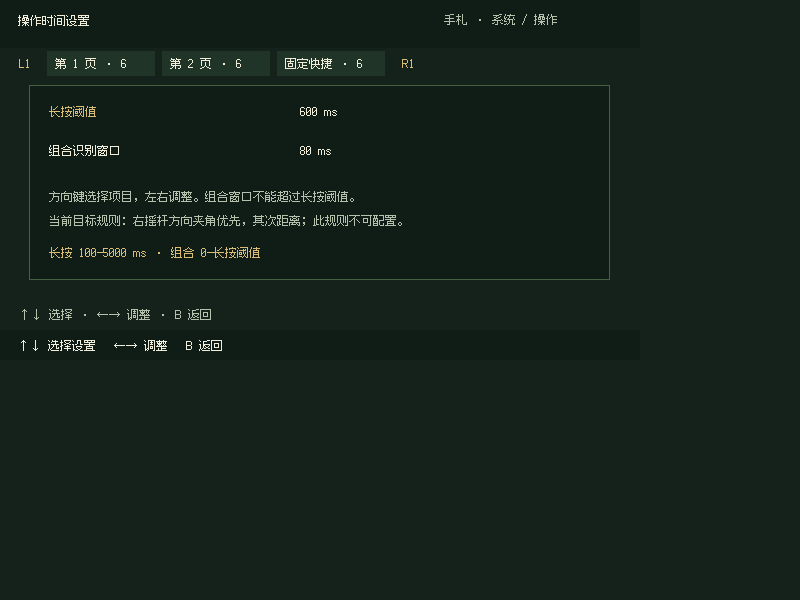 操作时间设置 手札 · 系统 / 操作
L1 第 1 页 · 6 第 2 页 · 6 固定快捷 · 6 R1
长按阈值 600 ms
组合识别窗口 80 ms
方向键选择项目，左右调整。组合窗口不能超过长按阈值。
当前目标规则：右摇杆方向夹角优先，其次距离；此规则不可配置。
长按 100—5000 ms · 组合 0—长按阈值
↑↓ 选择 · ←→ 调整 · B 返回
↑↓ 选择设置 ←→ 调整 B 返回